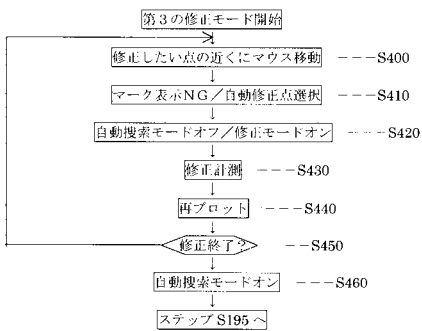 第３の修正モード開始
修正したい点の近くにマウス移動 ---S400
マーク表示ＮＧ／自動修正点選択 ---S410
自動捜索モードオフ／修正モードオン ---S420
修正計測 ---S430
再プロット ---S440
修正終了？ --S450
自動捜索モードオン ---S460
ステップS195へ